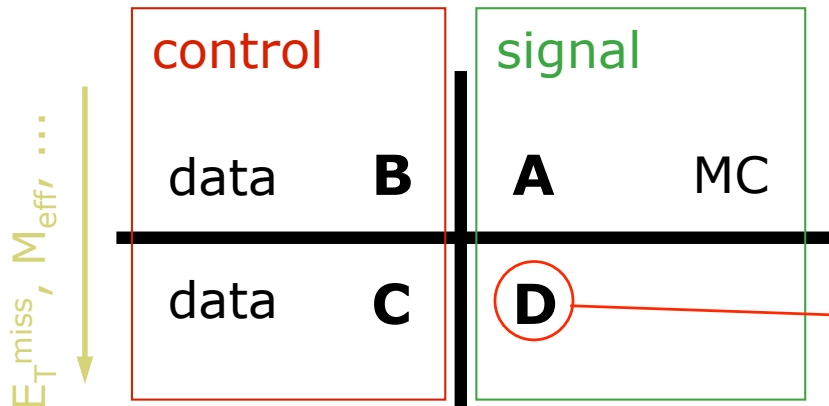 control
signal
data B A MC
data C D
E_T^miss, M_eff, ...